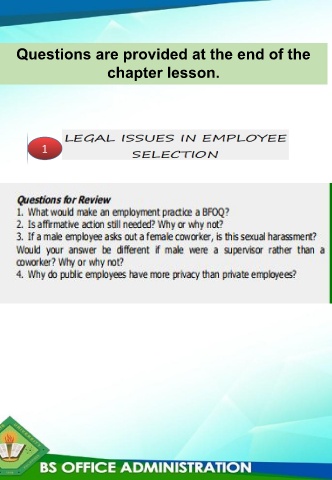 Questions are provided at the end of the
chapter lesson.
1
LEGAL ISSUES IN EMPLOYEE
SELECTION
Questions for Review
1. What would make an employment practice a BFOQ?
2. Is affirmative action still needed? Why or why not?
3. If a male employee asks out a female coworker, is this sexual harassment?
Would your answer be different if male were a supervisor rather than a
coworker? Why or why not?
4. Why do public employees have more privacy than private employees?
BS OFFICE ADMINISTRATION